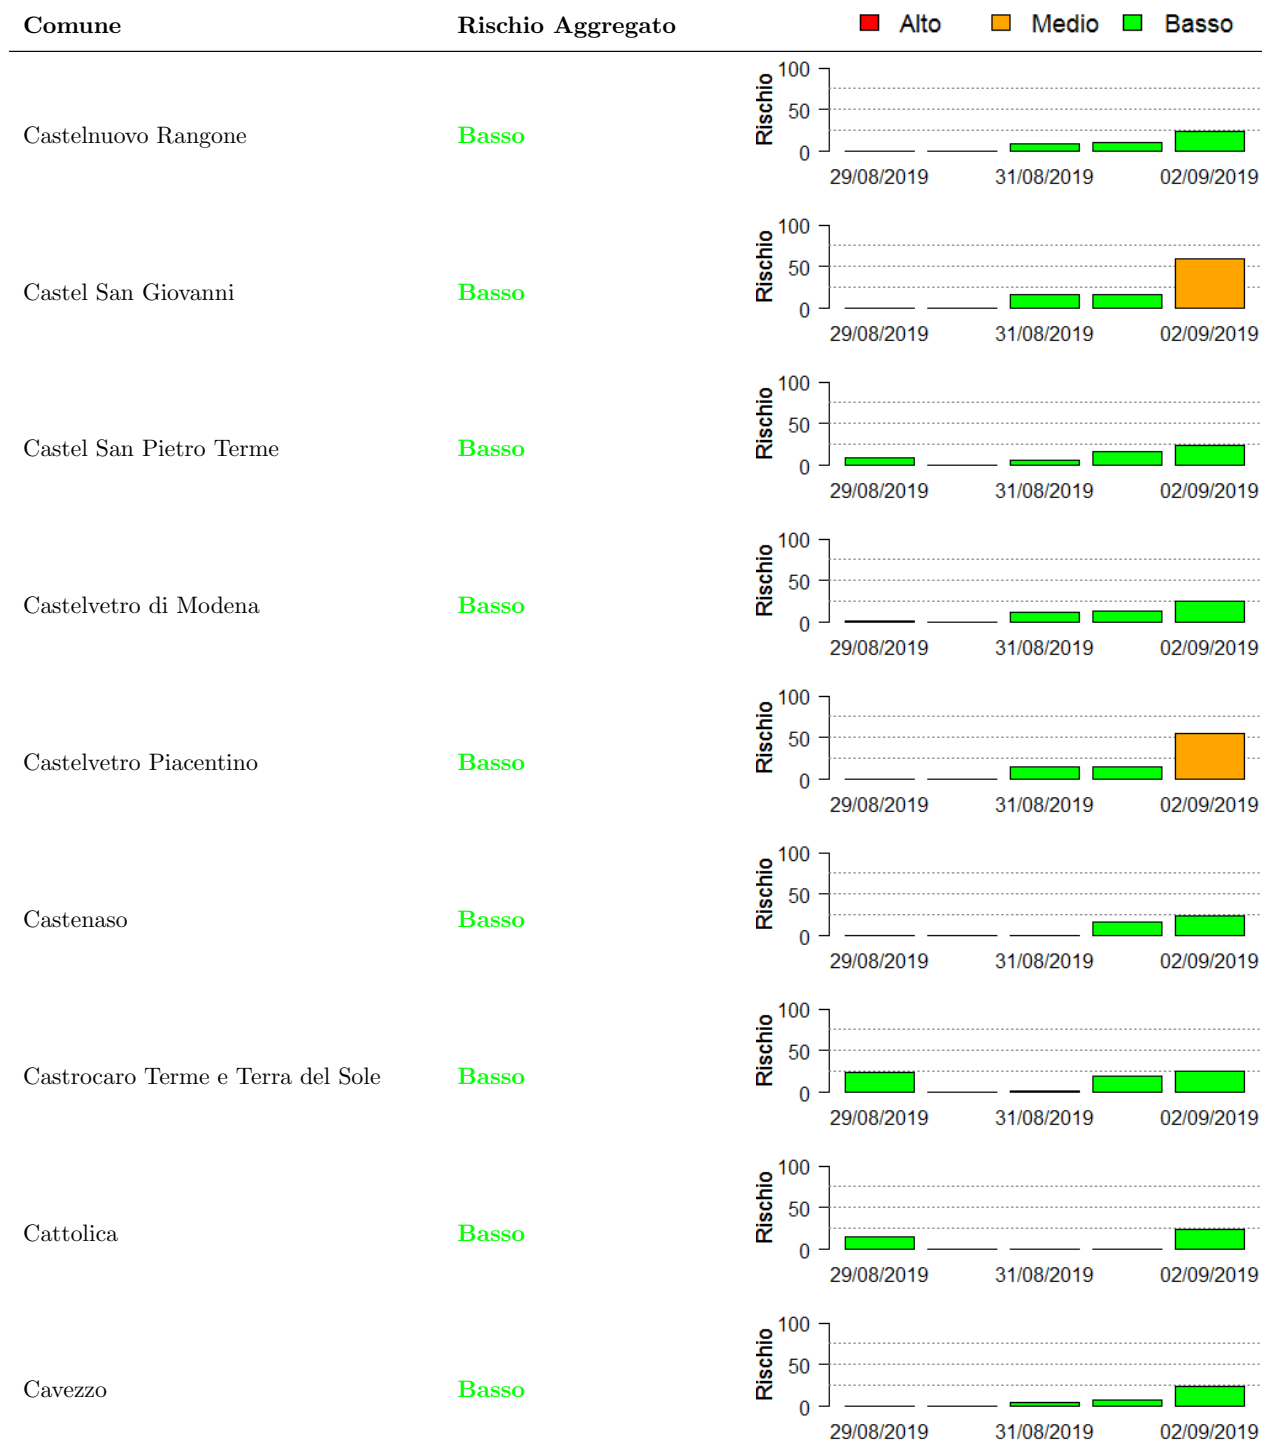 Comune Rischio Aggregato Alto Medio Basso
Castelnuovo Rangone Basso
Rischio
100
50
0
29/08/2019 31/08/2019 02/09/2019
Castel San Giovanni Basso
Rischio
100
50
0
29/08/2019 31/08/2019 02/09/2019
Castel San Pietro Terme Basso
Rischio
100
50
0
29/08/2019 31/08/2019 02/09/2019
Castelvetro di Modena Basso
Rischio
100
50
0
29/08/2019 31/08/2019 02/09/2019
Castelvetro Piacentino Basso
Rischio
100
50
0
29/08/2019 31/08/2019 02/09/2019
Castenaso Basso
Rischio
100
50
0
29/08/2019 31/08/2019 02/09/2019
Castrocaro Terme e Terra del Sole Basso
Rischio
100
50
0
29/08/2019 31/08/2019 02/09/2019
Cattolica Basso
Rischio
100
50
0
29/08/2019 31/08/2019 02/09/2019
Cavezzo Basso
Rischio
100
50
0
29/08/2019 31/08/2019 02/09/2019